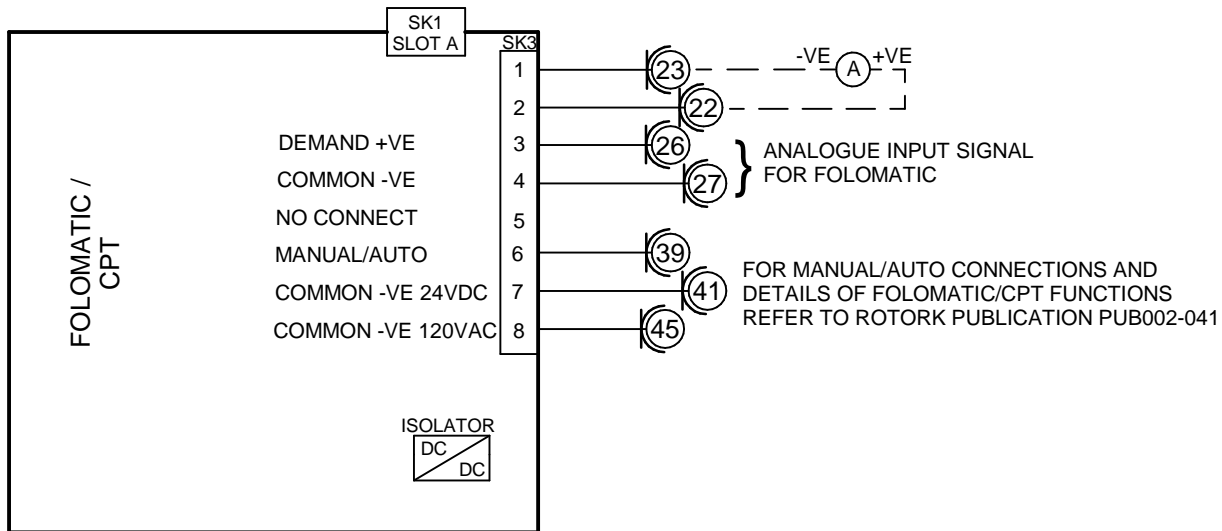 SK1
SLOT A
SK3
1
23
-VE
A
+VE
2
22
DEMAND +VE
3
26
COMMON -VE
4
27
}
ANALOGUE INPUT SIGNAL
FOR FOLOMATIC
NO CONNECT
5
MANUAL/AUTO
6
39
COMMON -VE 24VDC
7
41
COMMON -VE 120VAC
8
45
FOR MANUAL/AUTO CONNECTIONS AND
DETAILS OF FOLOMATIC/CPT FUNCTIONS
REFER TO ROTORK PUBLICATION PUB002-041
FOLOMATIC /
CPT
ISOLATOR
DC
DC